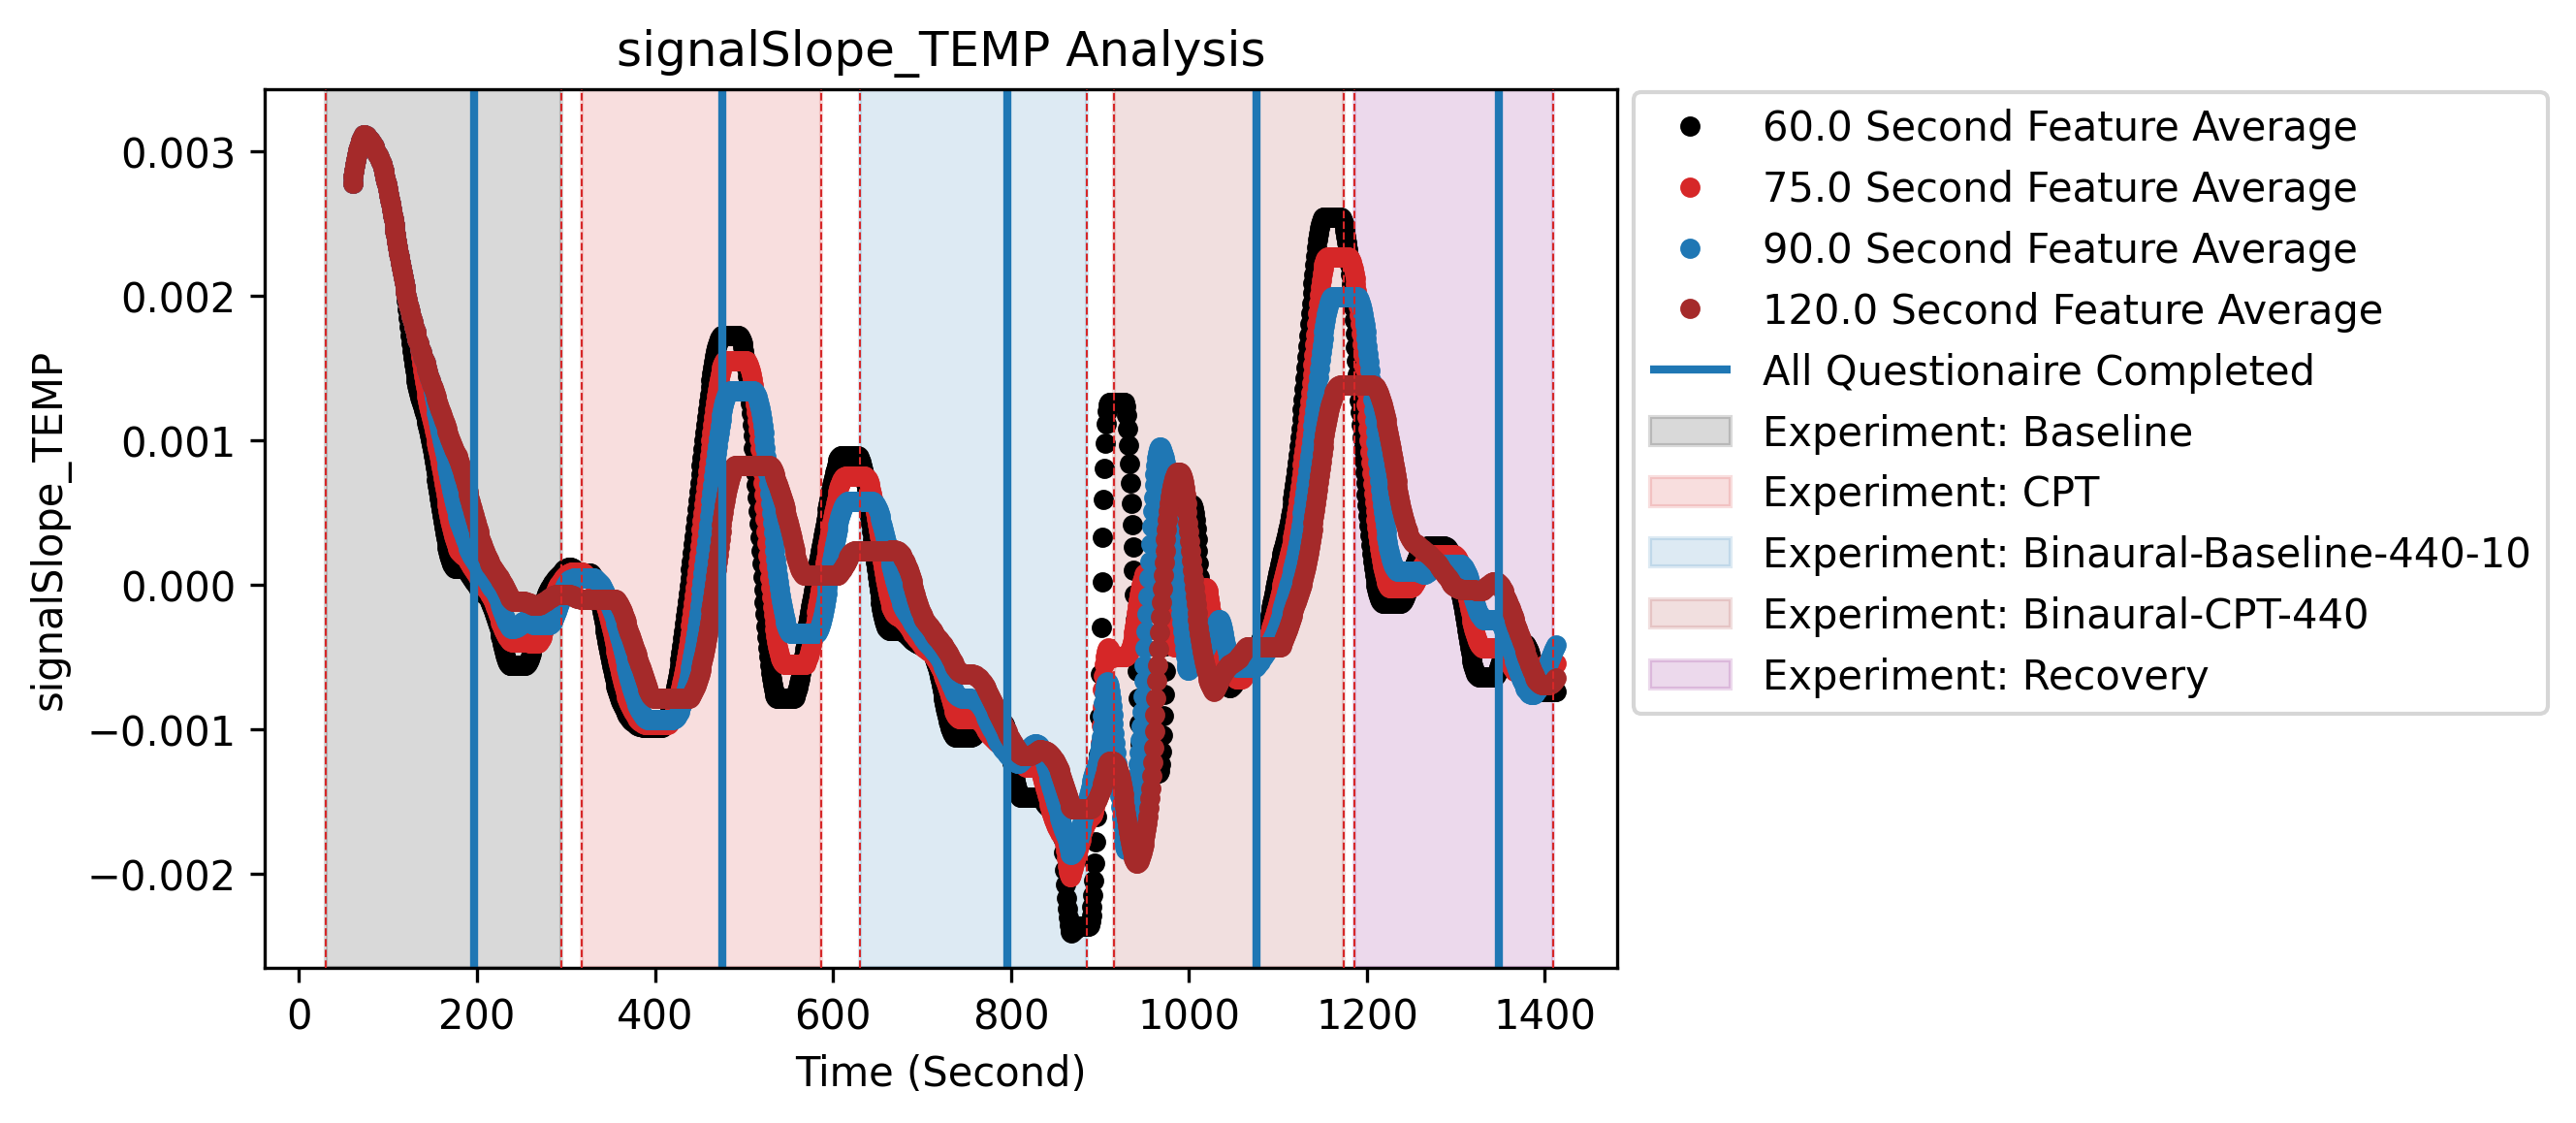 signalSlope_TEMP Analysis
signalSlope_TEMP
0.003
0.002
0.001
0.000
−0.001
−0.002
0 200 400 600 800 1000 1200 1400
Time (Second)
60.0 Second Feature Average
75.0 Second Feature Average
90.0 Second Feature Average
120.0 Second Feature Average
All Questionaire Completed
Experiment: Baseline
Experiment: CPT
Experiment: Binaural-Baseline-440-10
Experiment: Binaural-CPT-440
Experiment: Recovery